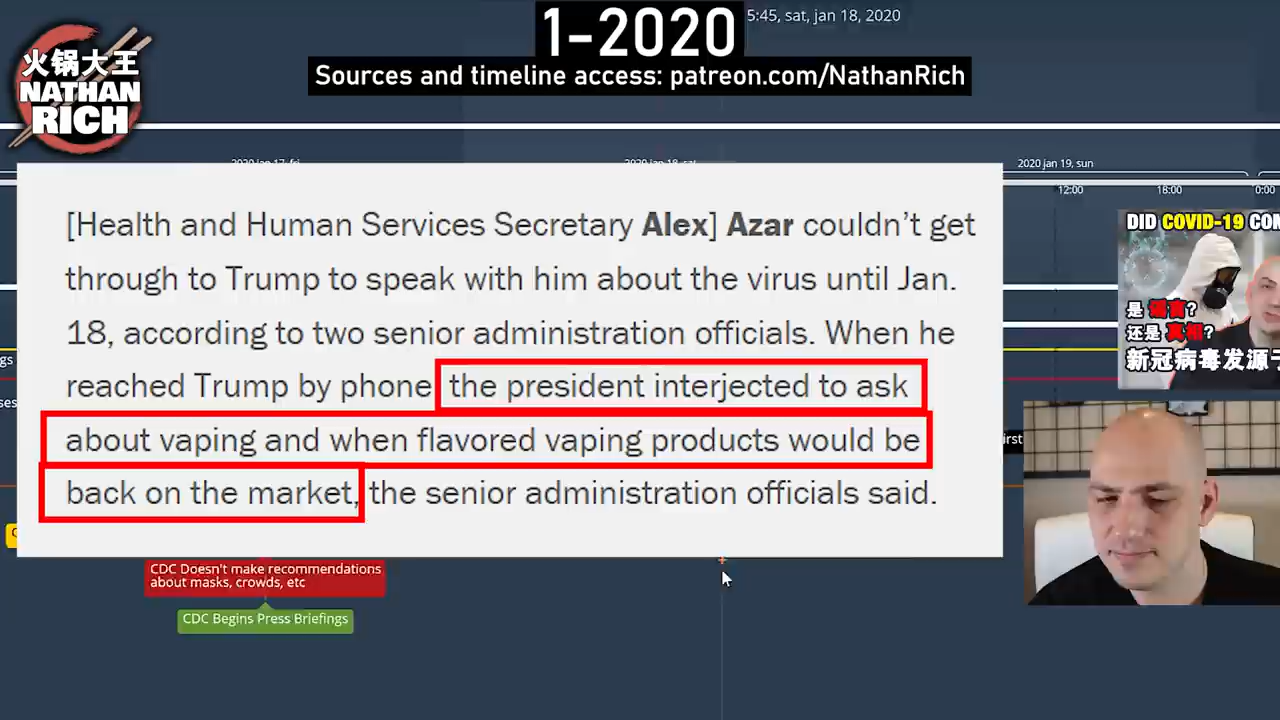 1-2020
5:45, sat, jan 18, 2020
Sources and timeline access: patreon.com/NathanRich
火锅大王
NATHAN
RICH
2020 jan 19, sun
12:00
18:00
0:00
[Health and Human Services Secretary Alex] Azar couldn't get
through to Trump to speak with him about the virus until Jan.
18, according to two senior administration officials. When he
reached Trump by phone the president interjected to ask
about vaping and when flavored vaping products would be
back on the market, the senior administration officials said.
DID COVID-19 CO
是 偏袒?
还是 真相?
新冠病毒发源于
CDC Doesn't make recommendations
about masks, crowds, etc
CDC Begins Press Briefings